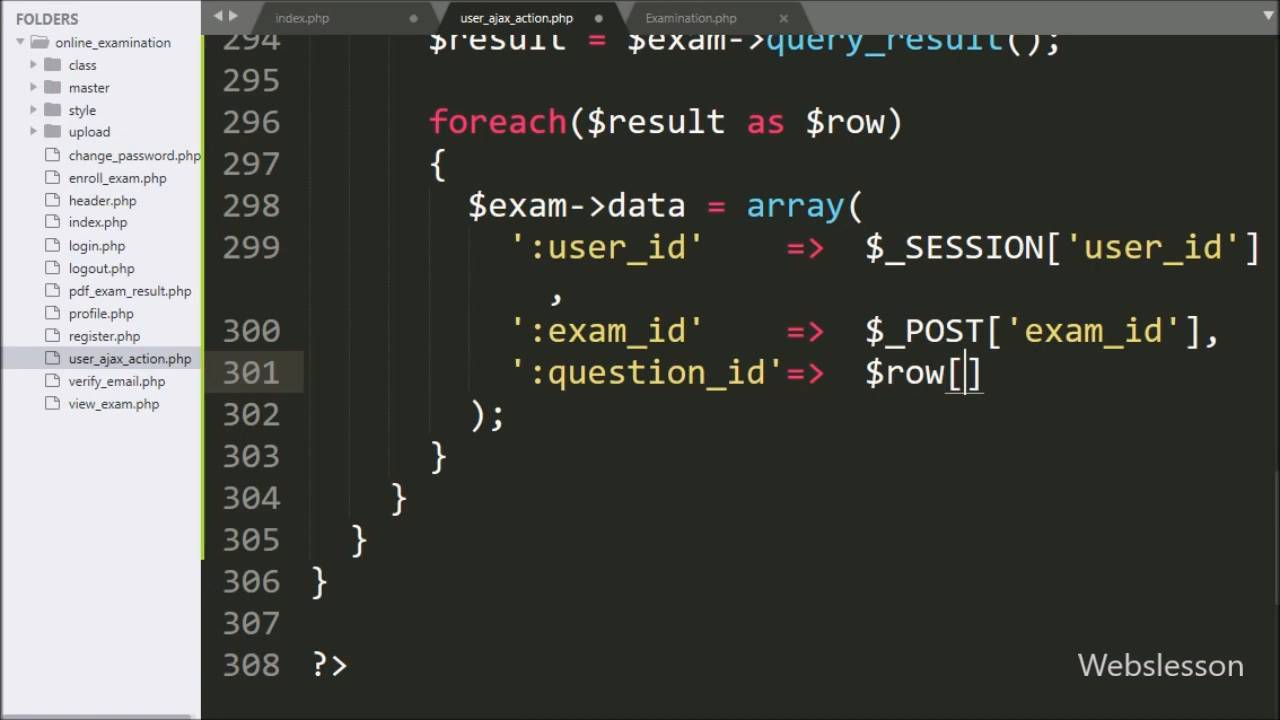 FOLDERS
online_examination
class
master
style
upload
change_password.php
enroll_exam.php
header.php
index.php
login.php
logout.php
pdf_exam_result.php
profile.php
register.php
user_ajax_action.php
verify_email.php
view_exam.php
index.php
user_ajax_action.php
Examination.php
294 $result = $exam->query_result();
295
296 foreach($result as $row)
297 {
298 $exam->data = array(
299 ':user_id' => $_SESSION['user_id']
,
300 ':exam_id' => $_POST['exam_id'],
301 ':question_id'=> $row[]
302 );
303 }
304 }
305 }
306 }
307
308 ?>
Webslesson